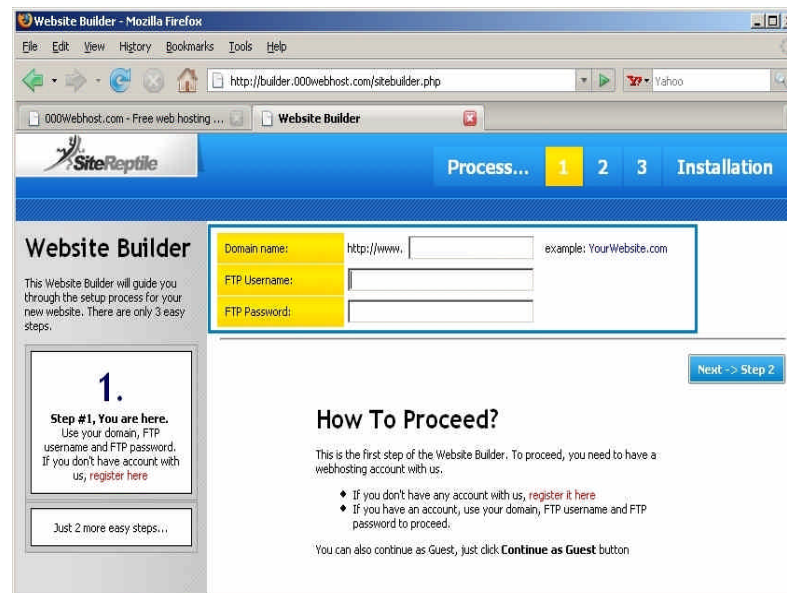 Website Builder - Mozilla Firefox
File Edit View History Bookmarks Tools Help
http://builder.000webhost.com/sitebuilder.php
Yahoo
000Webhost.com - Free web hosting ...
Website Builder
SiteReptile
Process... 1 2 3 Installation
Website Builder
This Website Builder will guide you
through the setup process for your
new website. There are only 3 easy
steps.
1.
Step #1, You are here.
Use your domain, FTP
username and FTP password.
If you don't have account with
us, register here
Just 2 more easy steps...
Domain name: http://www. example: YourWebsite.com
FTP Username:
FTP Password:
Next -> Step 2
How To Proceed?
This is the first step of the Website Builder. To proceed, you need to have a
webhosting account with us.
If you don't have any account with us, register it here
If you have an account, use your domain, FTP username and FTP
password to proceed.
You can also continue as Guest, just click Continue as Guest button